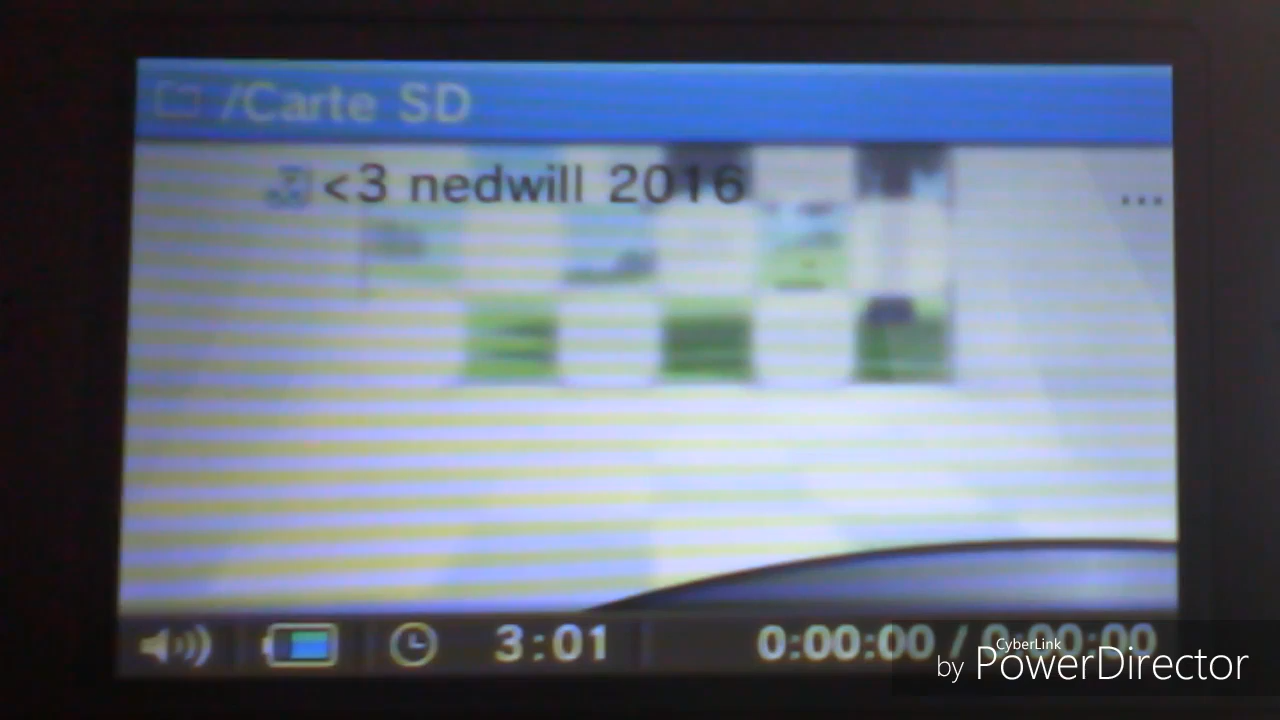 /Carte SD
<3 nedwill 2016
...
3:01
0:00:00 / 0:00:00
CyberLink
by PowerDirector